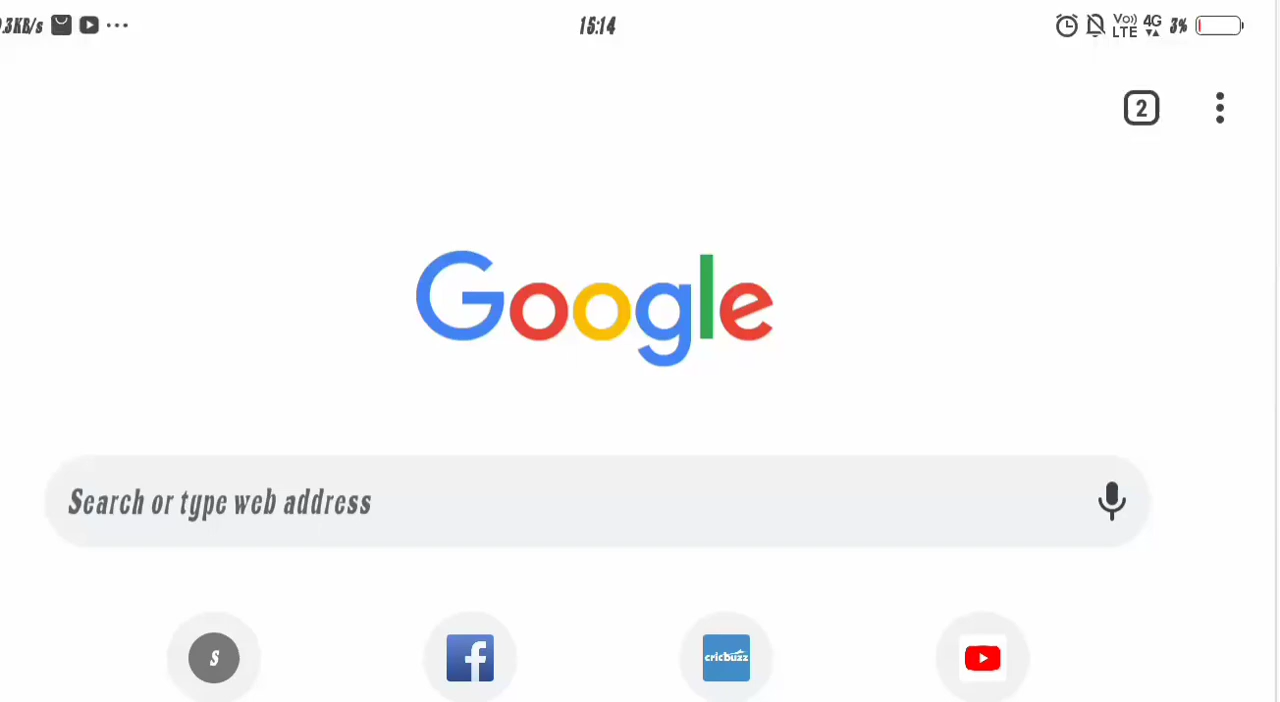 .3KB/s 15:14 Vo)) LTE 4G 3%
2
Google
Search or type web address
S f cricbuzz